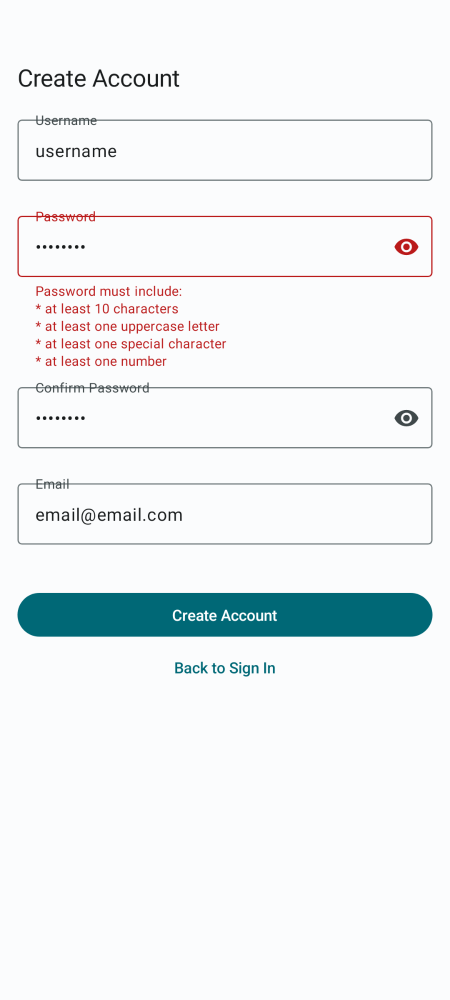 Create Account
Username
username
Password
••••••••
Password must include:
* at least 10 characters
* at least one uppercase letter
* at least one special character
* at least one number
Confirm Password
••••••••
Email
email@email.com
Create Account
Back to Sign In